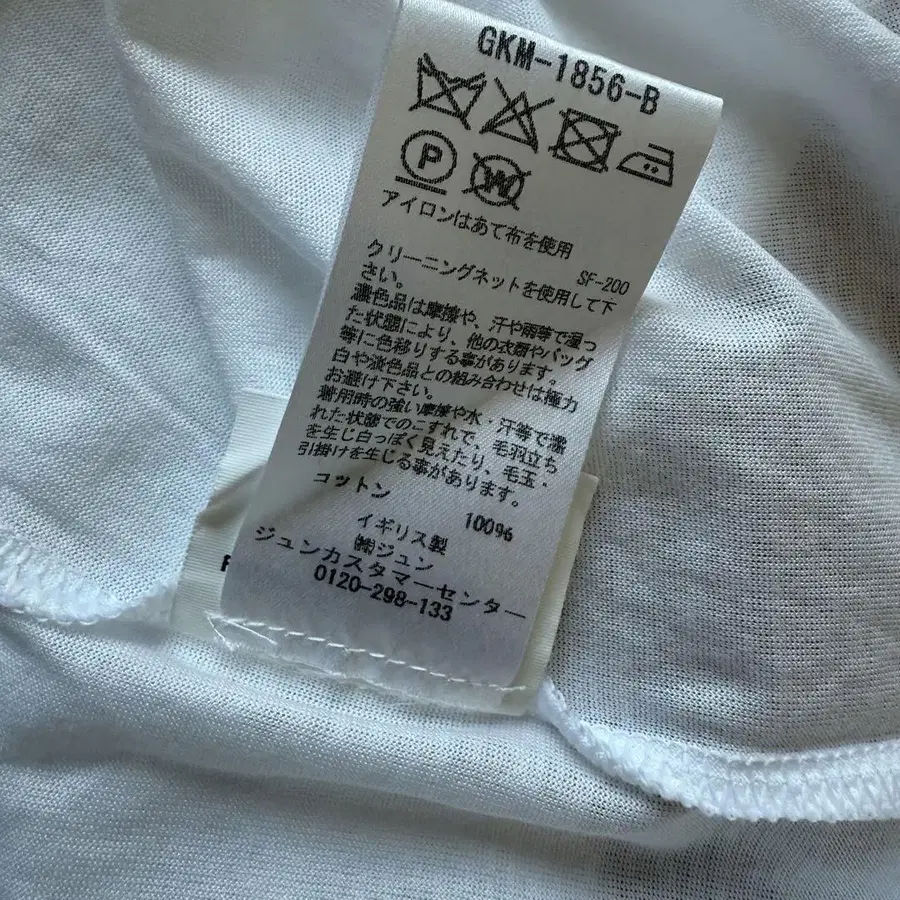 GKM-1856-B
P
W
アイロンはあて布を使用
SF-200
クリーニングネットを使用して下
さい。
濃色品は摩擦や、汗や雨等で湿っ
た状態により、他の衣類やバッグ
等に色移りする事があります。
白や淡色品との組み合わせは極力
お避け下さい。
着用時の強い摩擦や水・汗等で濡
れた状態でのこすれで、毛羽立ち
を生じ白っぽく見えたり、毛玉・
引掛けを生じる事があります。
コットン 100%
イギリス製
㈱ジュン
ジュンカスタマーセンター
0120-298-133